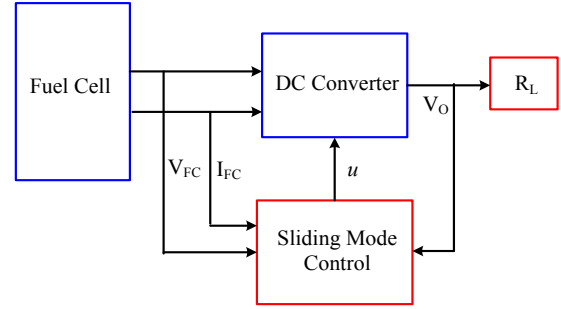 Fuel Cell
DC Converter
R_L
V_O
V_FC
I_FC
u
Sliding Mode
Control